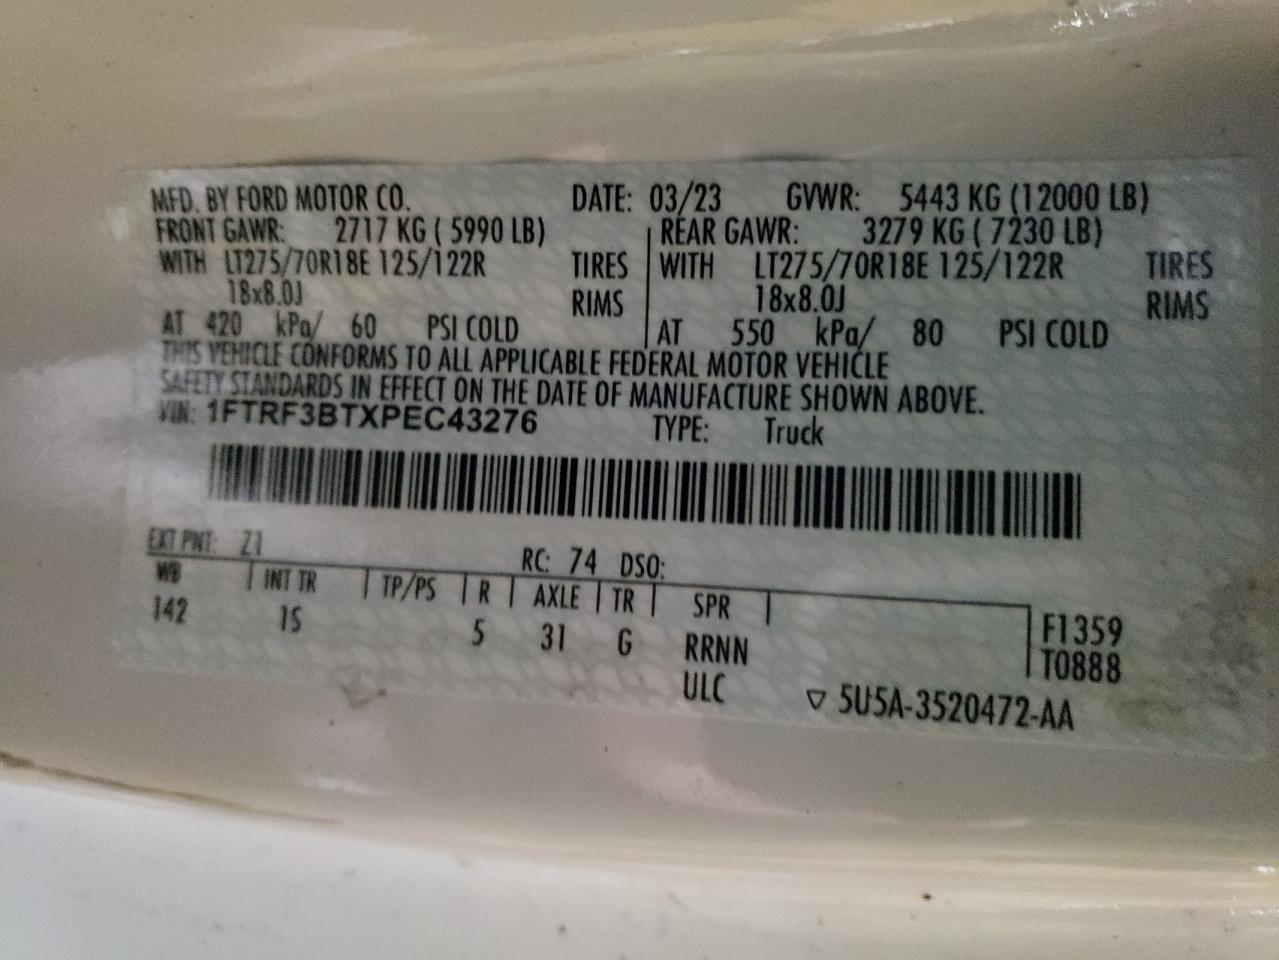 MFD. BY FORD MOTOR CO. DATE: 03/23 GVWR: 5443 KG (12000 LB)
FRONT GAWR: 2717 KG ( 5990 LB) REAR GAWR: 3279 KG ( 7230 LB)
WITH LT275/70R18E 125/122R TIRES WITH LT275/70R18E 125/122R TIRES
18x8.0J RIMS 18x8.0J RIMS
AT 420 kPa/ 60 PSI COLD AT 550 kPa/ 80 PSI COLD
THIS VEHICLE CONFORMS TO ALL APPLICABLE FEDERAL MOTOR VEHICLE
SAFETY STANDARDS IN EFFECT ON THE DATE OF MANUFACTURE SHOWN ABOVE.
VIN: 1FTRF3BTXPEC43276 TYPE: Truck
EXT PNT: Z1 RC: 74 DSO:
WB INT TR TP/PS R AXLE TR SPR
142 1S 5 31 G RRNN F1359
ULC T0888
▽ 5U5A-3520472-AA